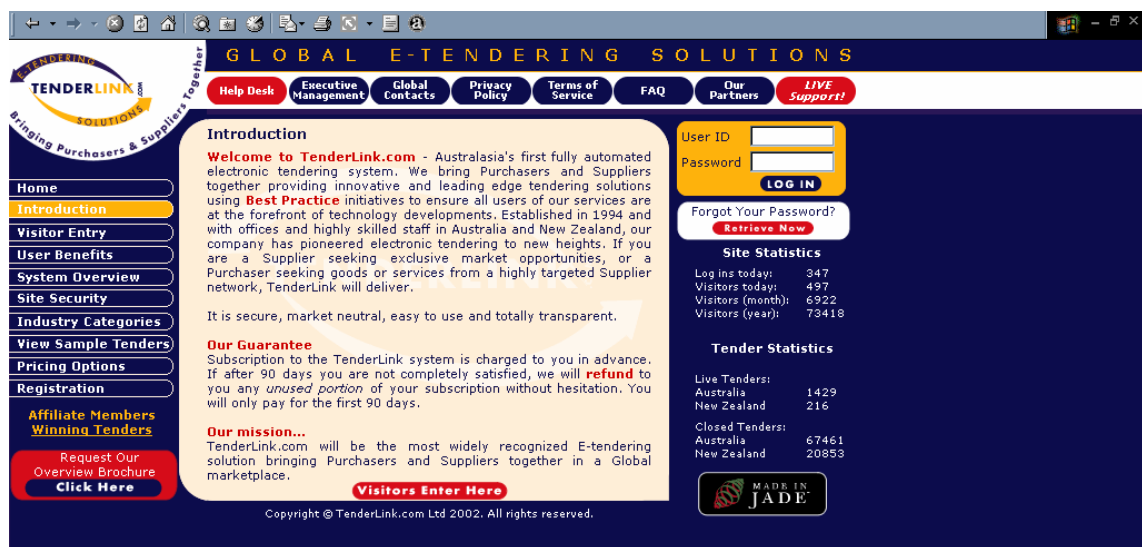 GLOBAL E-TENDERING SOLUTIONS
E-TENDERING
TENDERLINK.com
SOLUTIONS
Bringing Purchasers & Suppliers Together
Help Desk
Executive
Management
Global
Contacts
Privacy
Policy
Terms of
Service
FAQ
Our
Partners
LIVE
Support!
Home
Introduction
Visitor Entry
User Benefits
System Overview
Site Security
Industry Categories
View Sample Tenders
Pricing Options
Registration
Affiliate Members
Winning Tenders
Request Our
Overview Brochure
Click Here
Introduction
Welcome to TenderLink.com - Australasia's first fully automated
electronic tendering system. We bring Purchasers and Suppliers
together providing innovative and leading edge tendering solutions
using Best Practice initiatives to ensure all users of our services are
at the forefront of technology developments. Established in 1994 and
with offices and highly skilled staff in Australia and New Zealand, our
company has pioneered electronic tendering to new heights. If you
are a Supplier seeking exclusive market opportunities, or a
Purchaser seeking goods or services from a highly targeted Supplier
network, TenderLink will deliver.
It is secure, market neutral, easy to use and totally transparent.
Our Guarantee
Subscription to the TenderLink system is charged to you in advance.
If after 90 days you are not completely satisfied, we will refund to
you any unused portion of your subscription without hesitation. You
will only pay for the first 90 days.
Our mission...
TenderLink.com will be the most widely recognized E-tendering
solution bringing Purchasers and Suppliers together in a Global
marketplace.
Visitors Enter Here
Copyright © TenderLink.com Ltd 2002. All rights reserved.
User ID
Password
LOG IN
Forgot Your Password?
Retrieve Now
Site Statistics
Log ins today: 347
Visitors today: 497
Visitors (month): 6922
Visitors (year): 73418
Tender Statistics
Live Tenders:
Australia 1429
New Zealand 216
Closed Tenders:
Australia 67461
New Zealand 20853
MADE IN
JADE